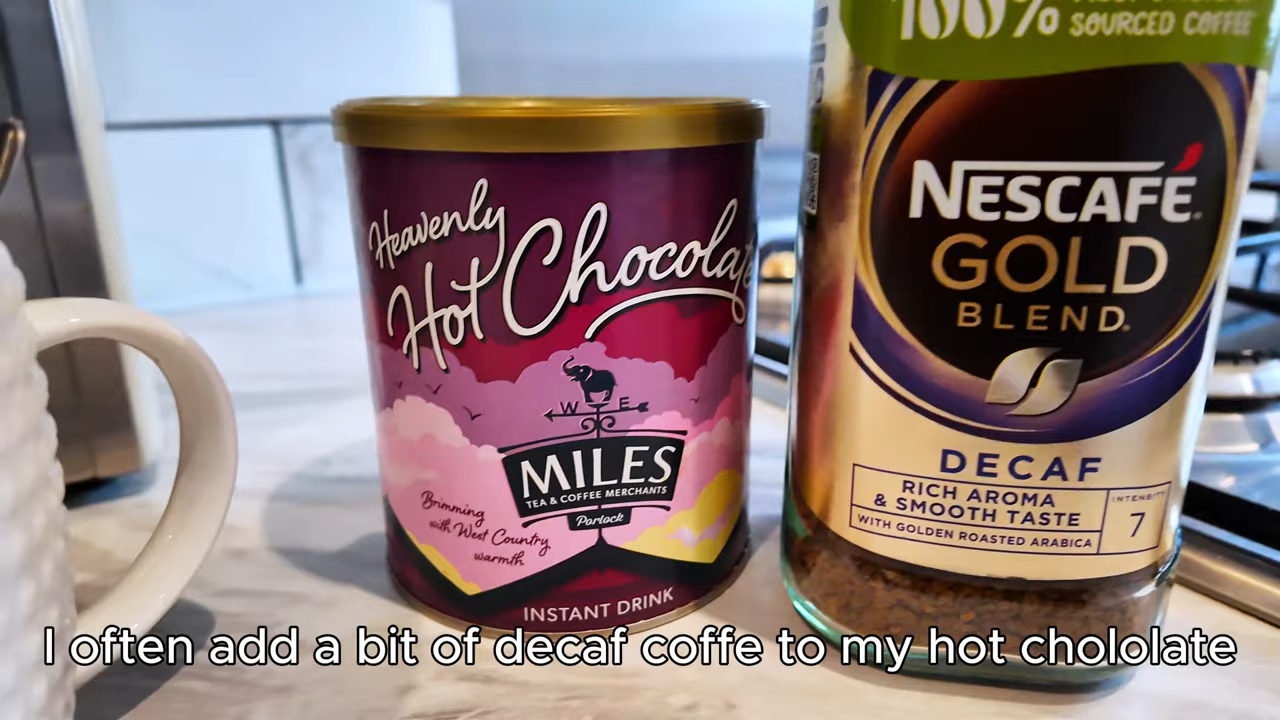 Heavenly
Hot Chocolate
W E
MILES
TEA & COFFEE MERCHANTS
Porlock
Brimming
with West Country
warmth
INSTANT DRINK
100%
SOURCED COFFEE
NESCAFÉ
GOLD
BLEND
DECAF
RICH AROMA
& SMOOTH TASTE
WITH GOLDEN ROASTED ARABICA
INTENSITY
7
I often add a bit of decaf coffe to my hot chololate